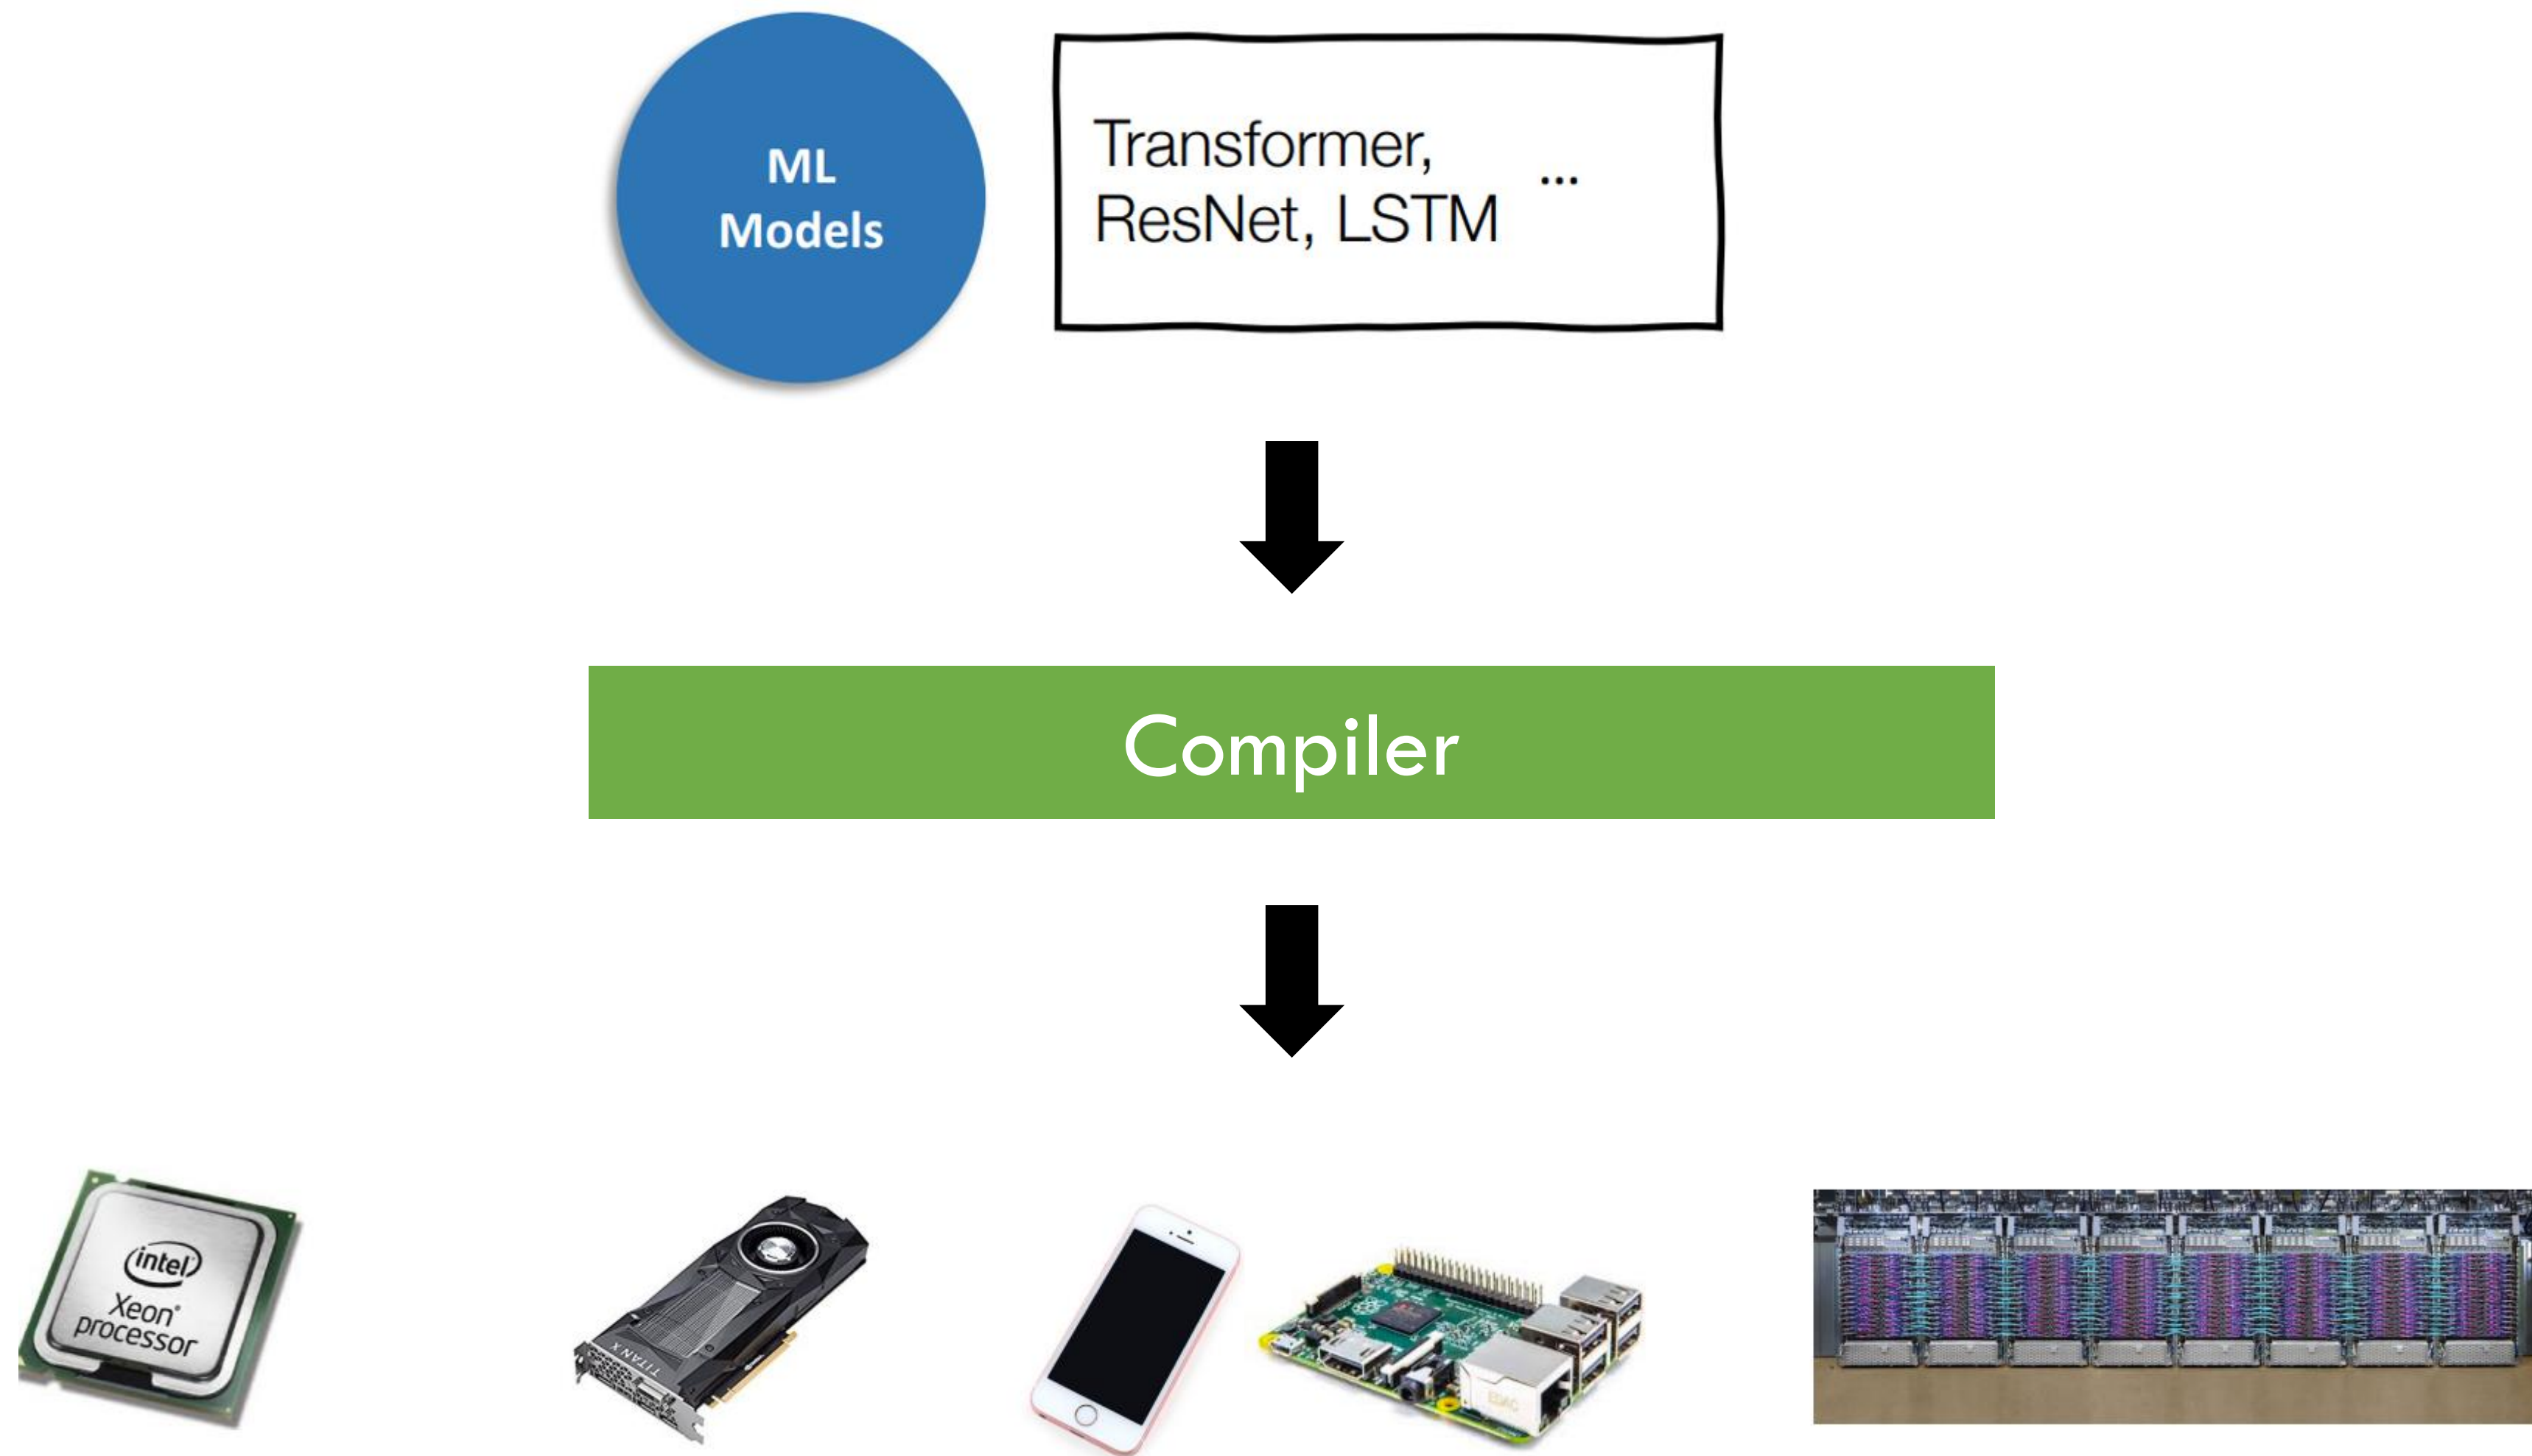 ML
Models
Transformer,
ResNet, LSTM ...
Compiler
intel
Xeon®
processor
TITAN X